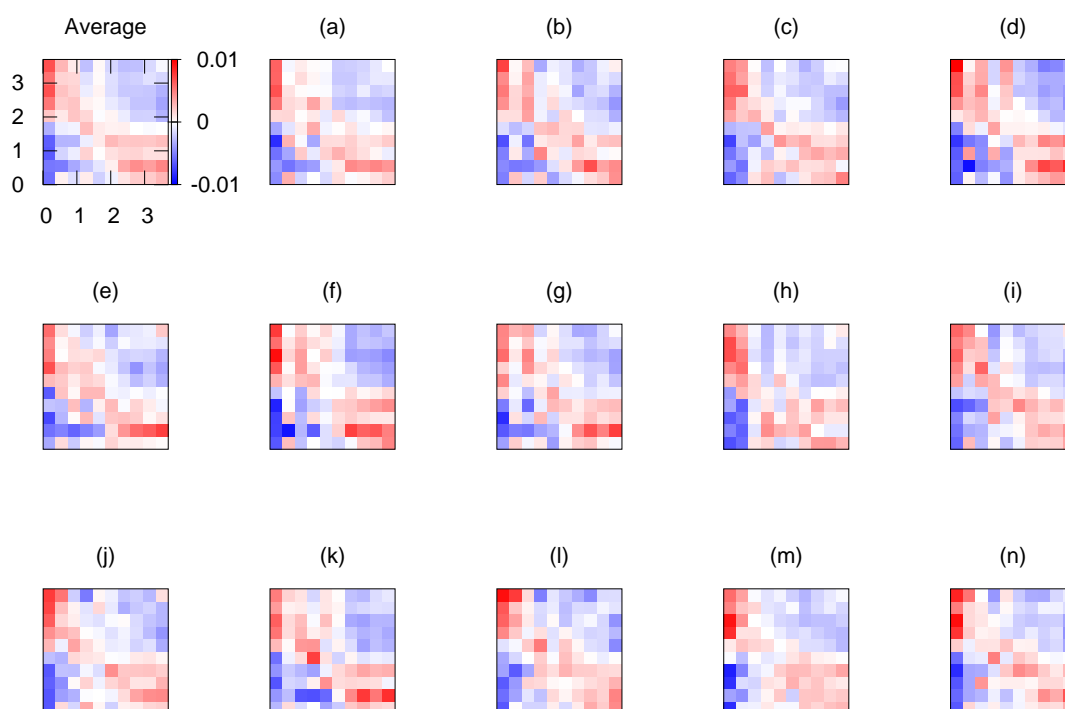 Average (a) (b) (c) (d)
0.01
3
2
0
1
0
-0.01
0 1 2 3
(e) (f) (g) (h) (i)
(j) (k) (l) (m) (n)